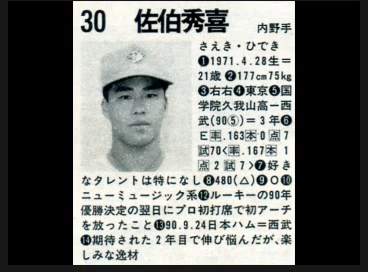 30 佐伯秀喜 内野手
さえき・ひでき
❶1971.4.28生=
21歳❷177cm75kg
❸右右❹東京❺国
学院久我山高―西
武(90⑤)=3年❻
E率.163本0点7
試70<率.167本1
点2試7>❼好き
なタレントは特になし❽480(△)❾O❿
ニューミュージック系⓬ルーキーの90年
優勝決定の翌日にプロ初打席で初アーチ
を放ったこと⓭90.9.24日本ハム=西武
⓮期待された2年目で伸び悩んだが、楽
しみな逸材